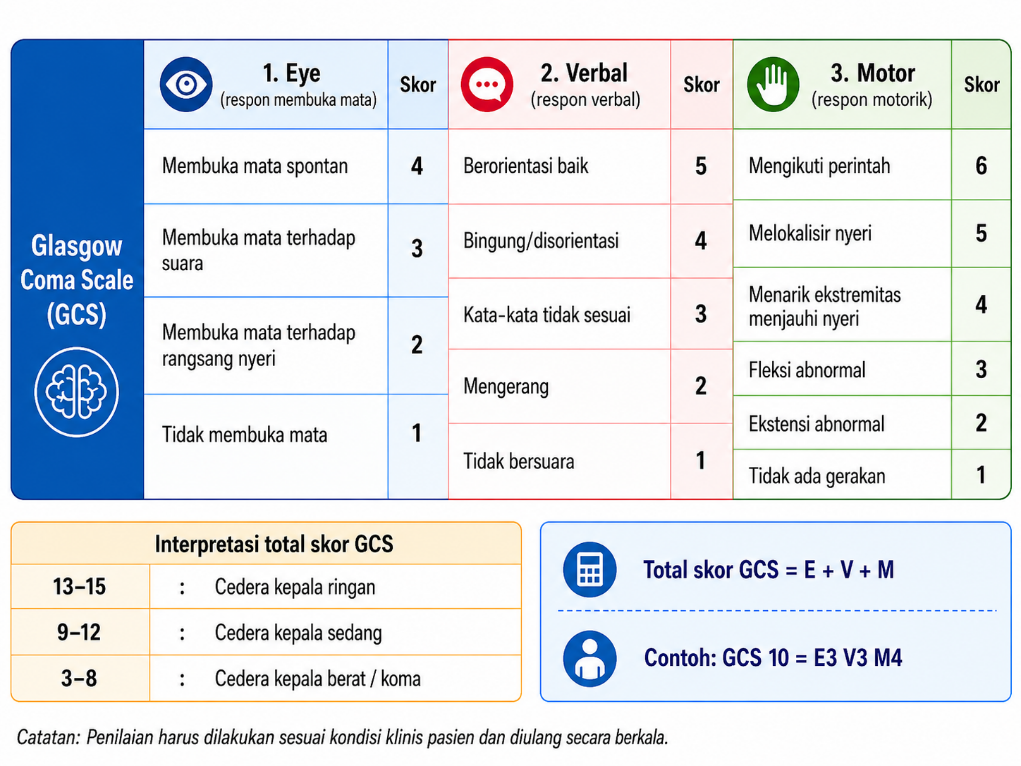 Glasgow
Coma Scale
(GCS)
1. Eye
(respon membuka mata)
Skor
2. Verbal
(respon verbal)
Skor
3. Motor
(respon motorik)
Skor
Membuka mata spontan
4
Membuka mata terhadap
suara
3
Membuka mata terhadap
rangsang nyeri
2
Tidak membuka mata
1
Berorientasi baik
5
Bingung/disorientasi
4
Kata-kata tidak sesuai
3
Mengerang
2
Tidak bersuara
1
Mengikuti perintah
6
Melokalisir nyeri
5
Menarik ekstremitas
menjauhi nyeri
4
Fleksi abnormal
3
Ekstensi abnormal
2
Tidak ada gerakan
1
Interpretasi total skor GCS
13–15 : Cedera kepala ringan
9–12 : Cedera kepala sedang
3–8 : Cedera kepala berat / koma
Total skor GCS = E + V + M
Contoh: GCS 10 = E3 V3 M4
Catatan: Penilaian harus dilakukan sesuai kondisi klinis pasien dan diulang secara berkala.